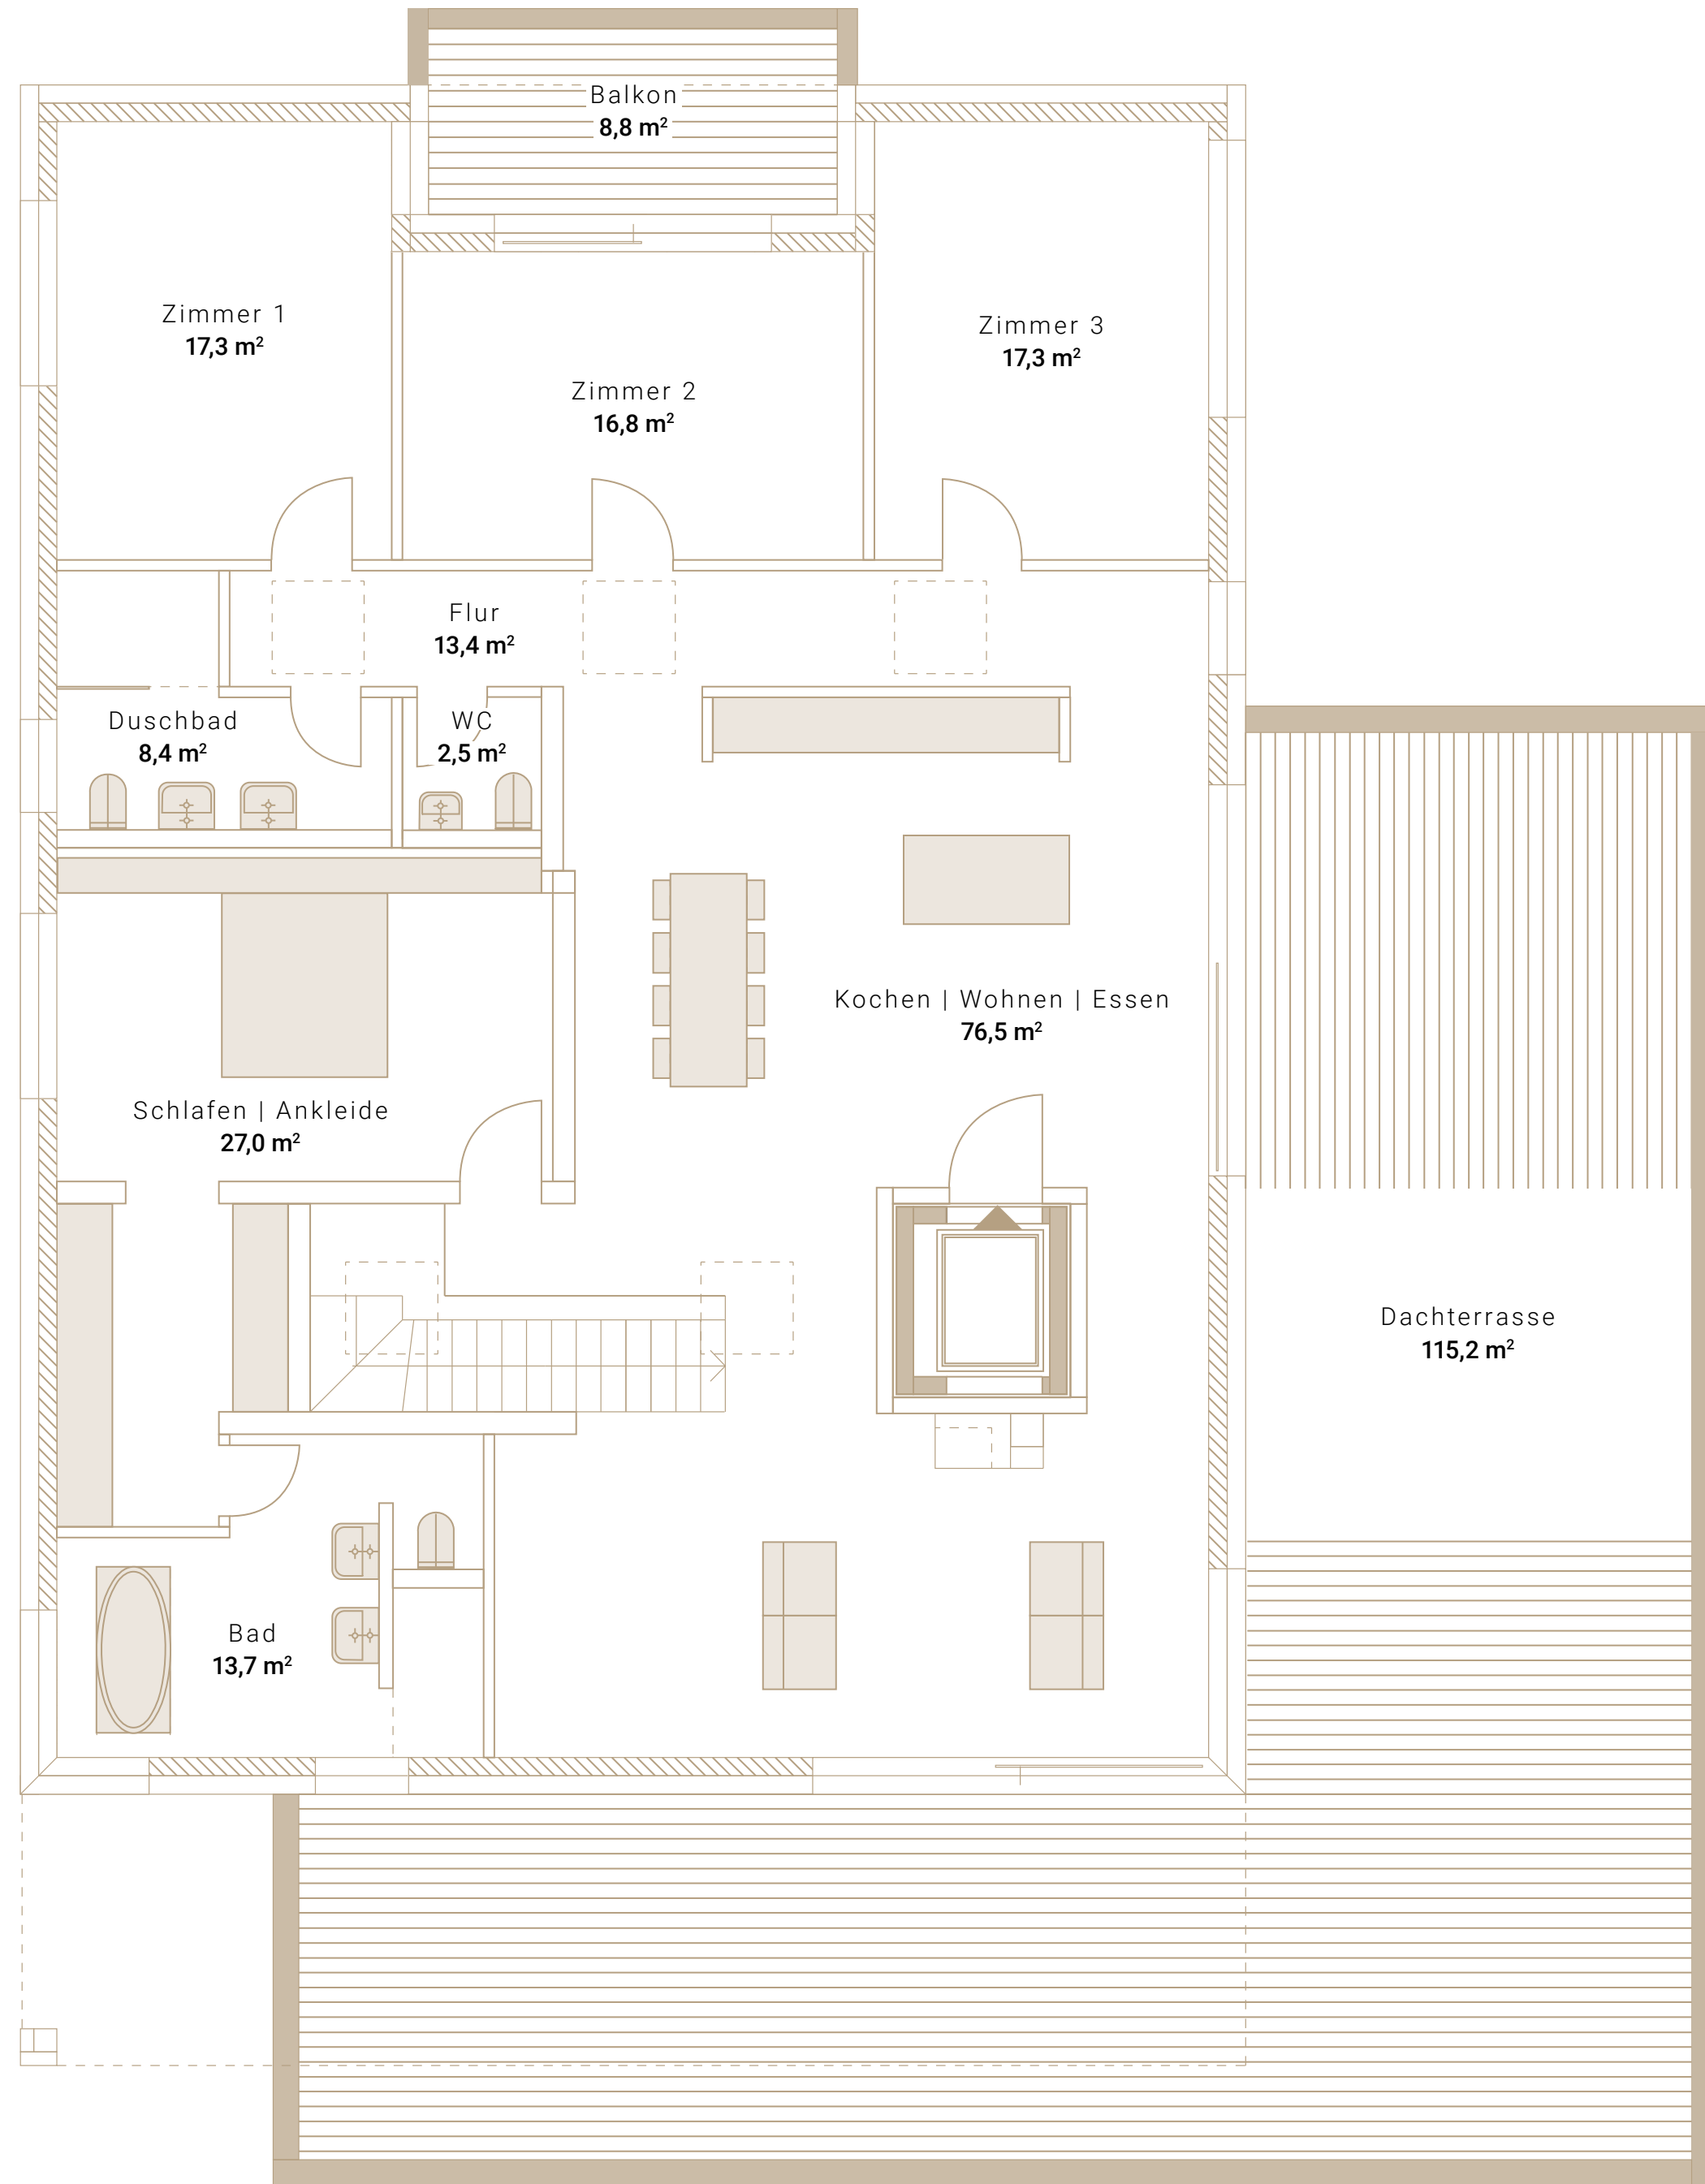 Balkon
8,8 m²
Zimmer 1
17,3 m²
Zimmer 3
17,3 m²
Zimmer 2
16,8 m²
Flur
13,4 m²
Duschbad
8,4 m²
WC
2,5 m²
Kochen | Wohnen | Essen
76,5 m²
Schlafen | Ankleide
27,0 m²
Dachterrasse
115,2 m²
Bad
13,7 m²